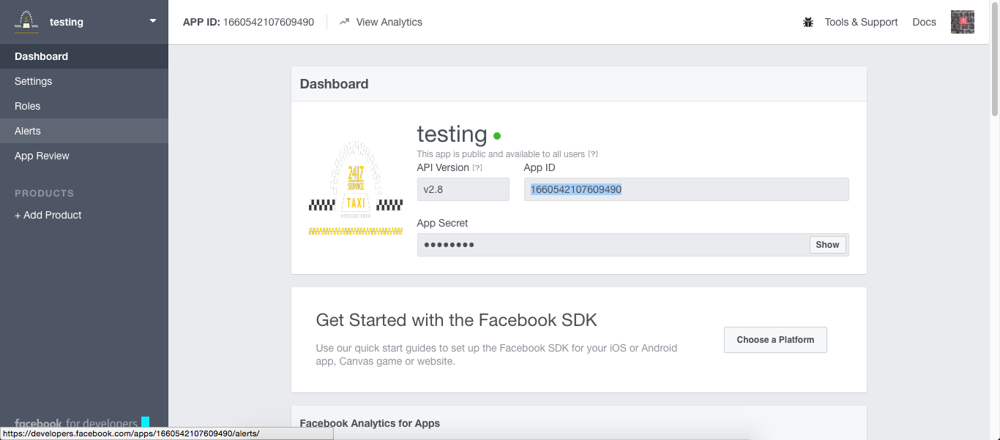 testing
APP ID: 1660542107609490
View Analytics
Tools & Support
Docs
Dashboard
Settings
Roles
Alerts
App Review
PRODUCTS
+ Add Product
facebook for developers
https://developers.facebook.com/apps/1660542107609490/alerts/
Dashboard
24\7
SERVICE
TAXI
testing
This app is public and available to all users [?]
API Version [?]
App ID
v2.8
1660542107609490
App Secret
••••••••
Show
Get Started with the Facebook SDK
Use our quick start guides to set up the Facebook SDK for your iOS or Android
app, Canvas game or website.
Choose a Platform
Facebook Analytics for Apps